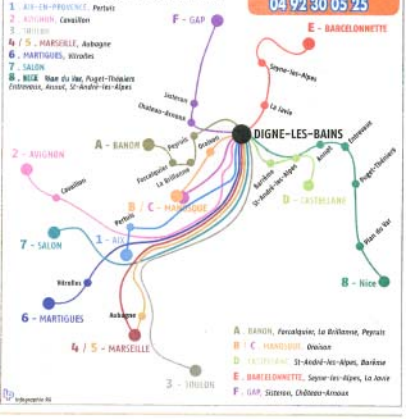 04 92 30 05 25
1 . AIX-EN-PROVENCE, Pertuis
2 . AVIGNON, Cavaillon
3 . TOULON
4 / 5 . MARSEILLE, Aubagne
6 . MARTIGUES, Vitrolles
7 . SALON
8 . NICE Plan du Var, Puget-Théniers
Entrevaux, Annot, St-André-les-Alpes
F - GAP
E - BARCELONNETTE
Seyne-les-Alpes
Sisteron
Château-Arnoux
La Javie
DIGNE-LES-BAINS
A - BANON
Peyruis
Oraison
Forcalquier
La Brillanne
Entrevaux
Annot
Puget-Théniers
2 - AVIGNON
Cavaillon
Barrême
St-André-les-Alpes
D - CASTELLANE
B / C - MANOSQUE
Pertuis
7 - SALON
1 - AIX
Plan du Var
8 - Nice
Vitrolles
6 - MARTIGUES
Aubagne
4 / 5 - MARSEILLE
3 - TOULON
A . BANON, Forcalquier, La Brillanne, Peyruis
B / C . MANOSQUE, Oraison
D . CASTELLANE, St-André-les-Alpes, Barrême
E . BARCELONNETTE, Seyne-les-Alpes, La Javie
F . GAP, Sisteron, Château-Arnoux